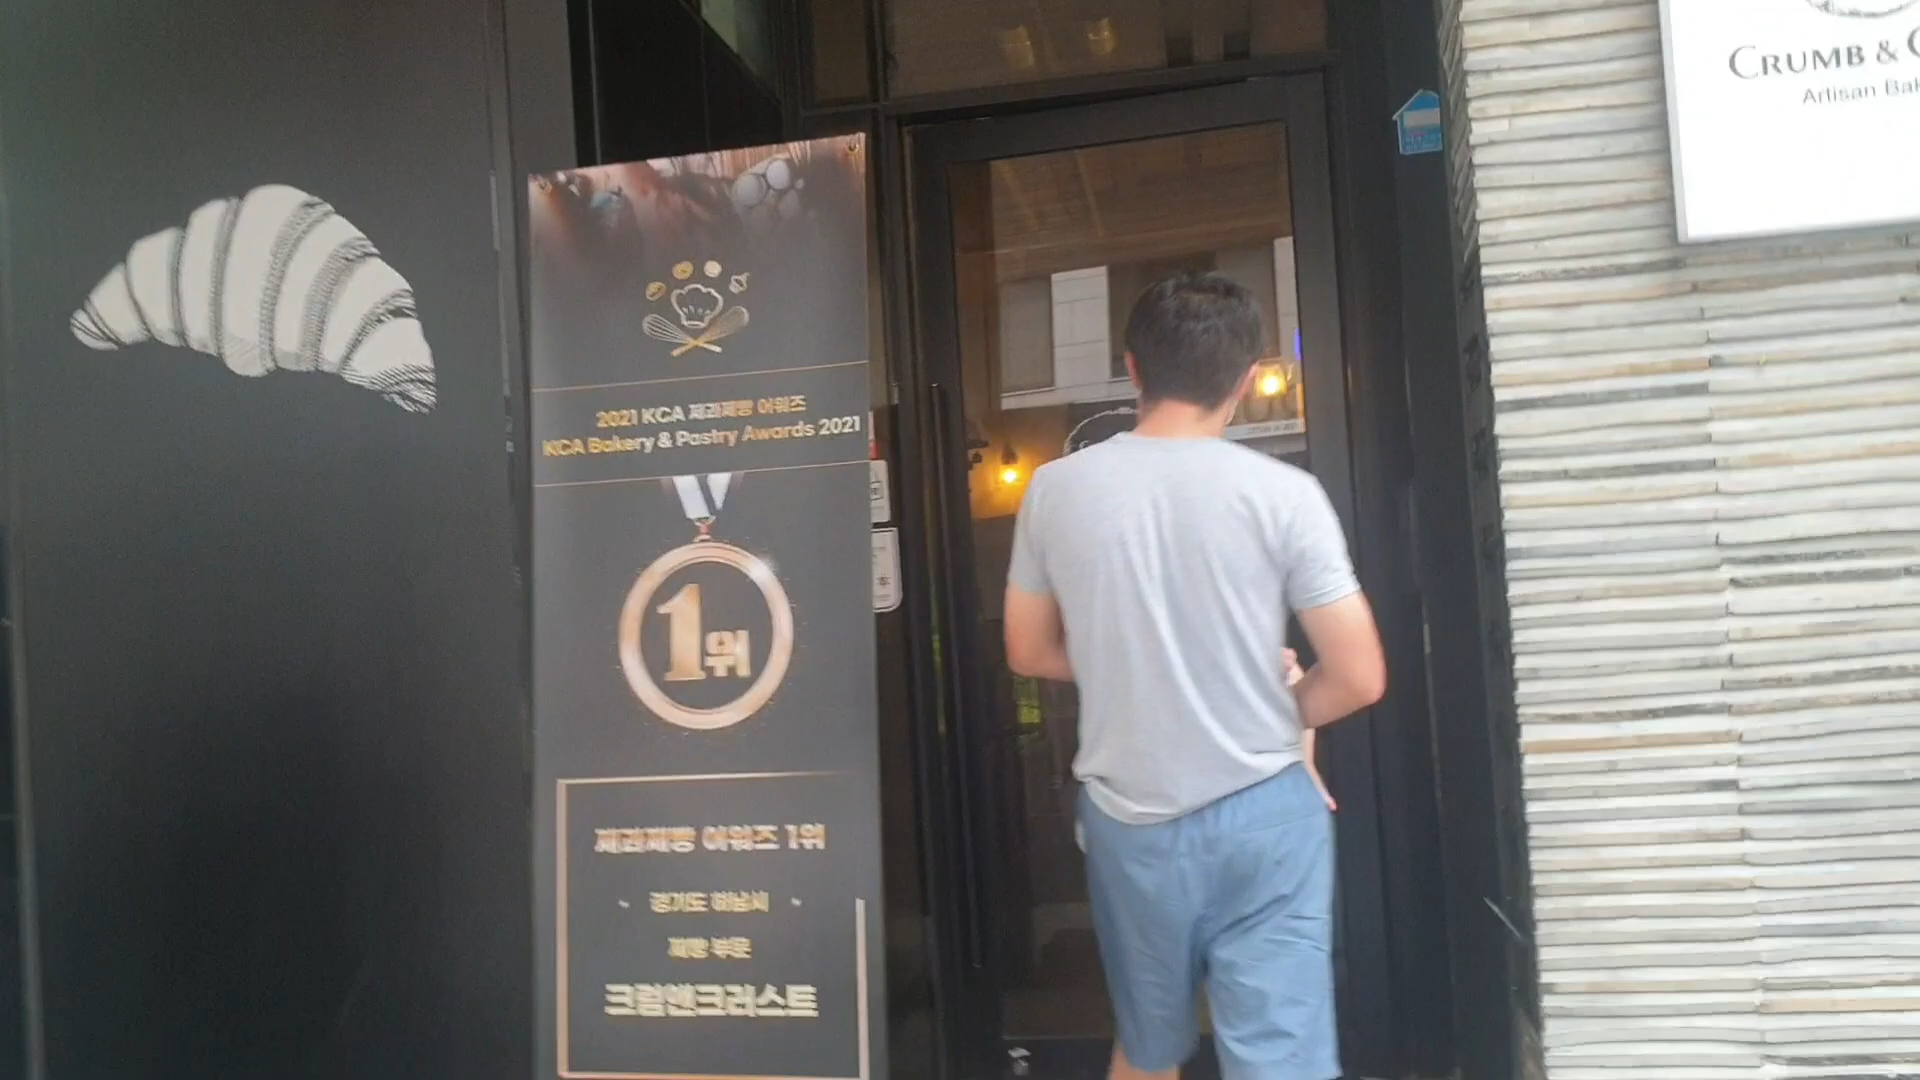 2021 KCA 제과제빵 어워즈
KCA Bakery & Pastry Awards 2021
1위
제과제빵 어워즈 1위
- 경기도 하남시 -
제빵 부문
크럼앤크러스트
CRUMB & C
Artisan Bak